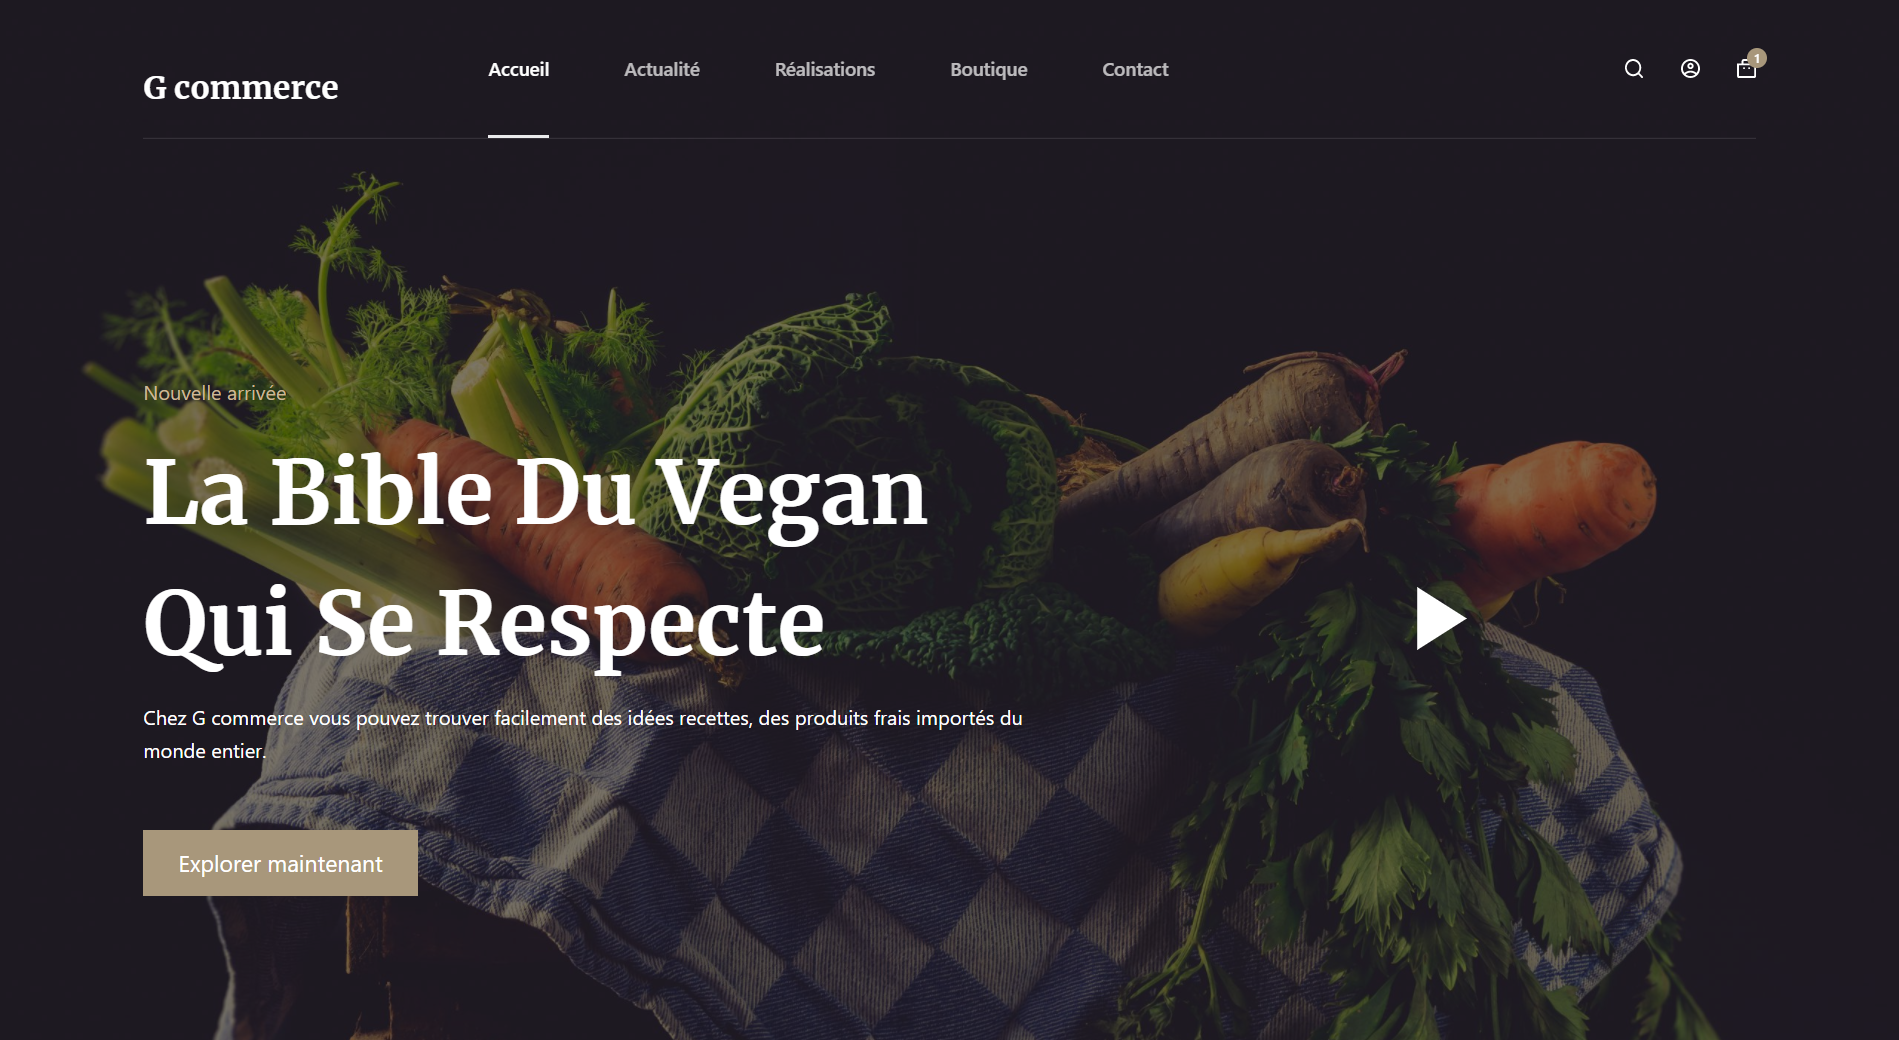 G commerce
Accueil
Actualité
Réalisations
Boutique
Contact
1
Nouvelle arrivée
La Bible Du Vegan
Qui Se Respecte
Chez G commerce vous pouvez trouver facilement des idées recettes, des produits frais importés du
monde entier.
Explorer maintenant